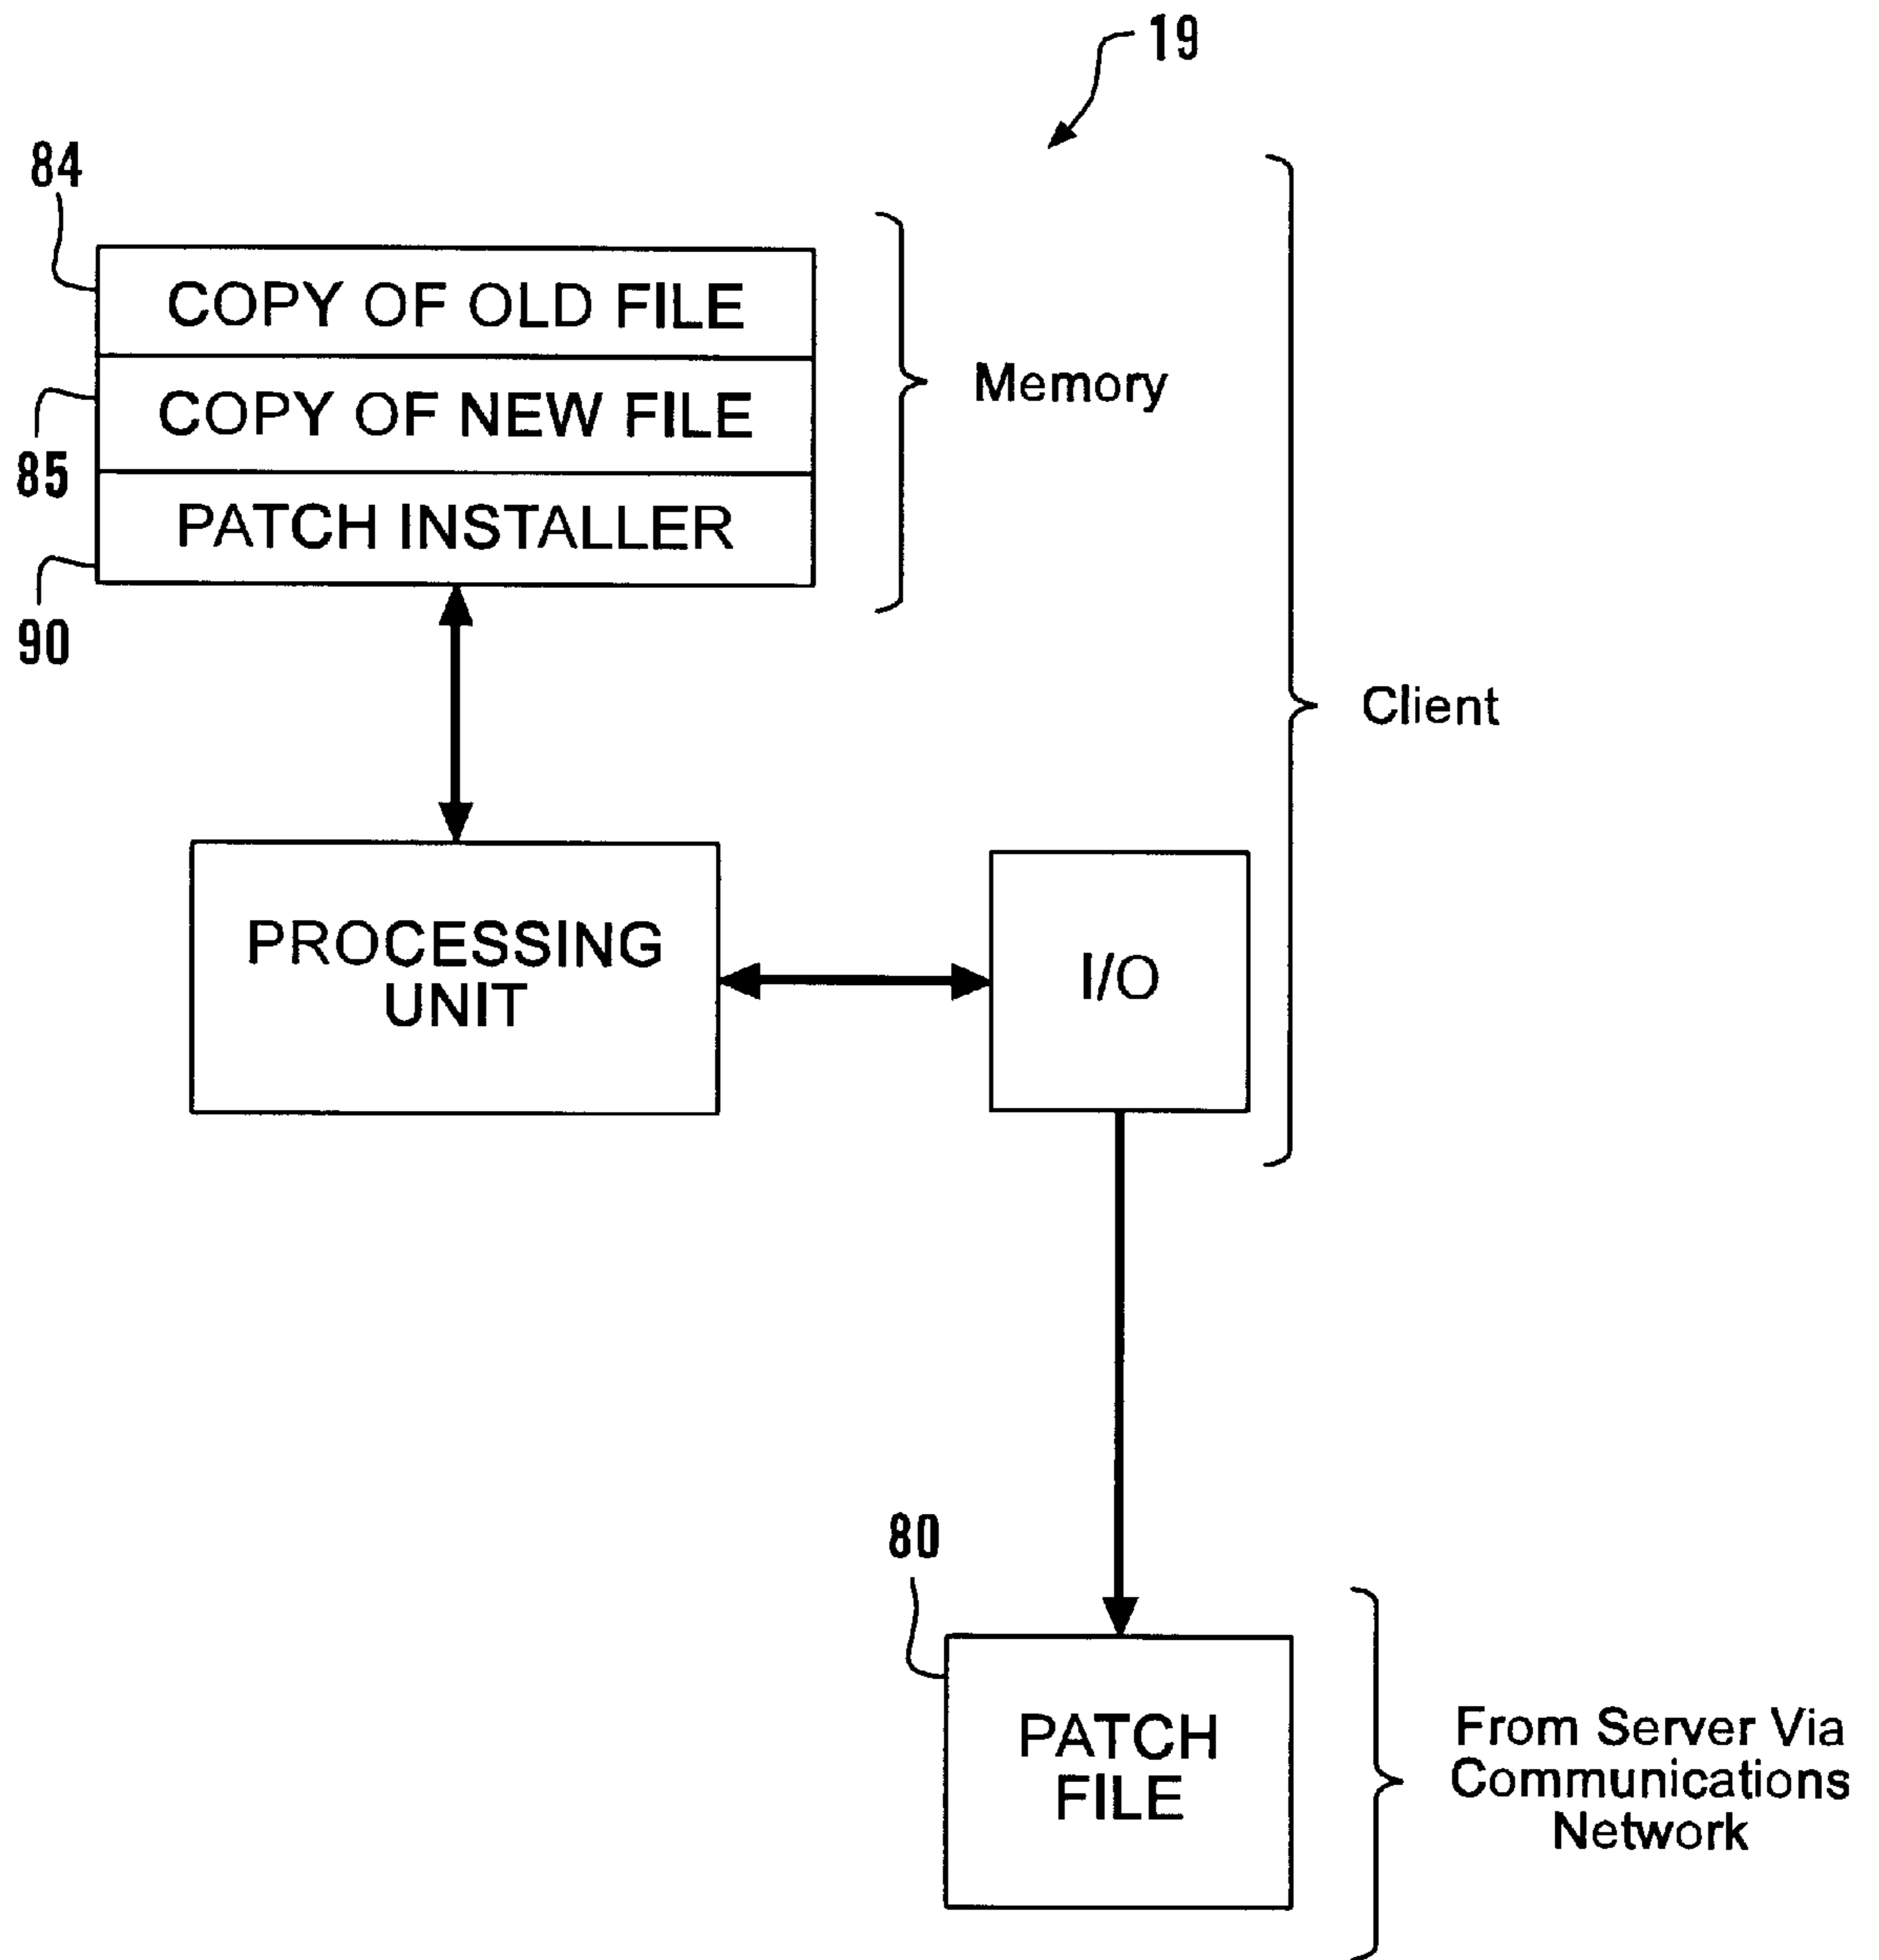 19
84
COPY OF OLD FILE
COPY OF NEW FILE
85
PATCH INSTALLER
90
Memory
Client
PROCESSING
UNIT
I/O
80
PATCH
FILE
From Server Via
Communications
Network